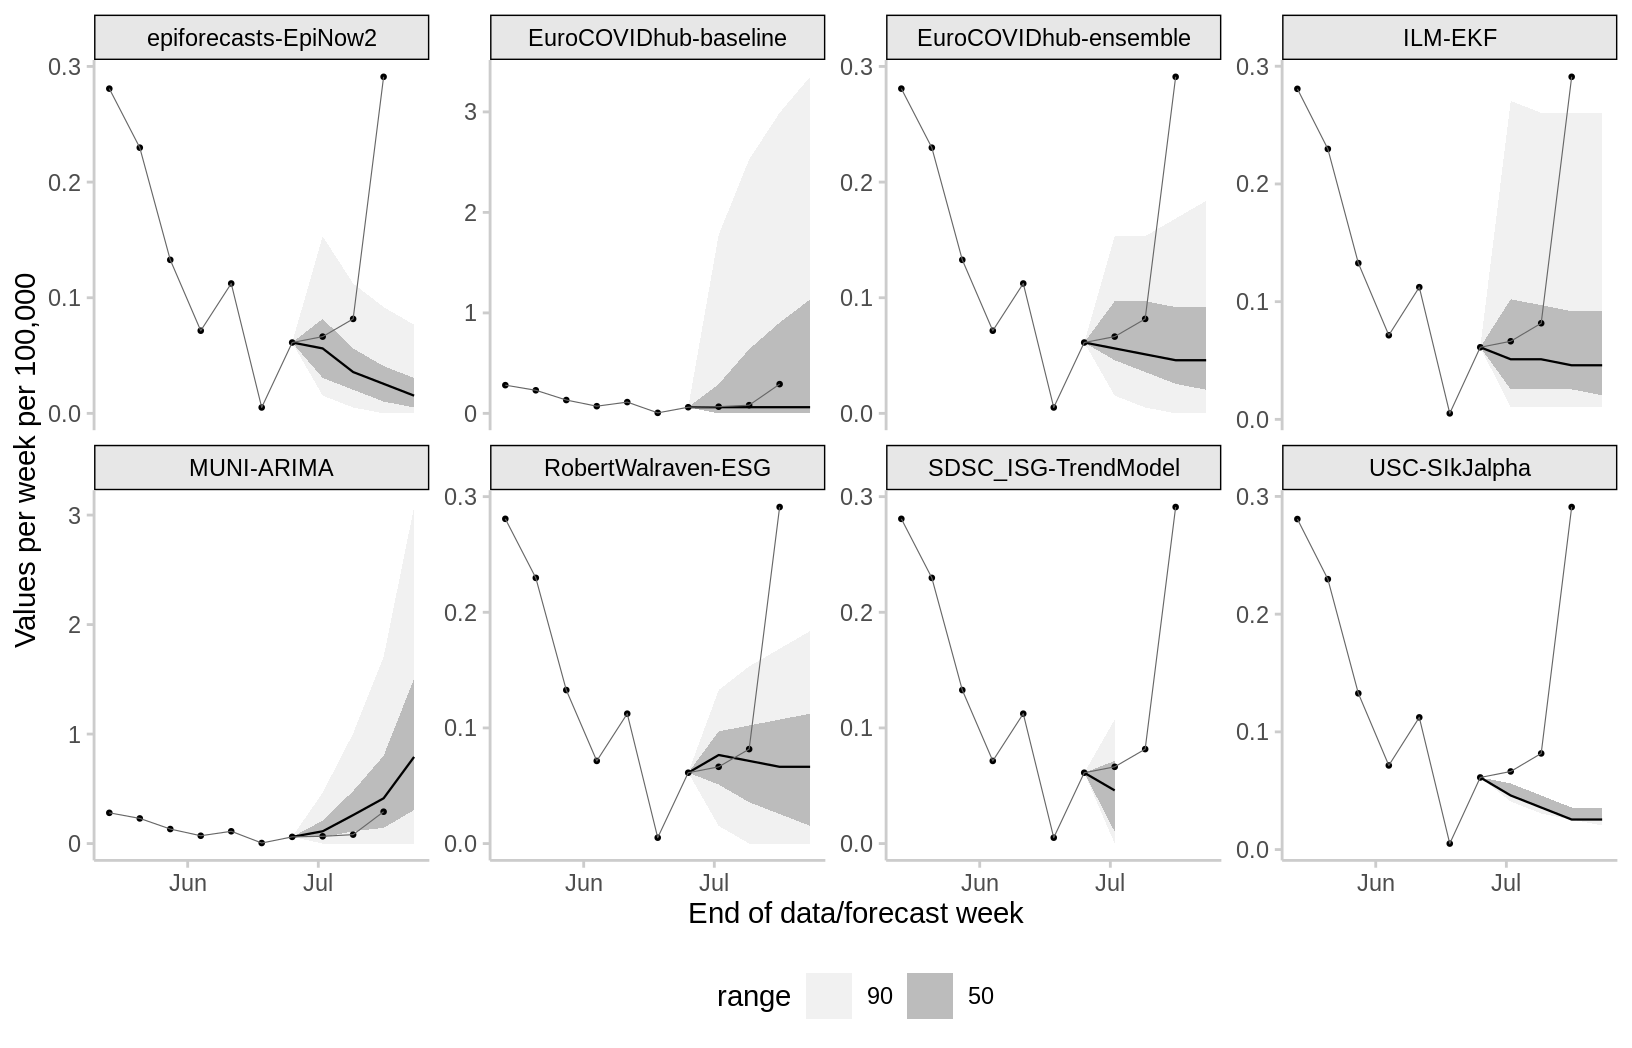 epiforecasts-EpiNow2
EuroCOVIDhub-baseline
EuroCOVIDhub-ensemble
ILM-EKF
0.3
0.2
0.1
0.0
3
2
1
0
0.3
0.2
0.1
0.0
0.3
0.2
0.1
0.0
Values per week per 100,000
MUNI-ARIMA
RobertWalraven-ESG
SDSC_ISG-TrendModel
USC-SIkJalpha
3
2
1
0
0.3
0.2
0.1
0.0
0.3
0.2
0.1
0.0
0.3
0.2
0.1
0.0
Jun Jul
Jun Jul
Jun Jul
Jun Jul
End of data/forecast week
range 90 50